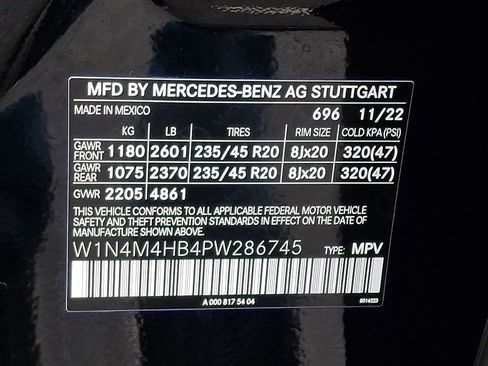 MFD BY MERCEDES-BENZ AG STUTTGART
MADE IN MEXICO 696 11/22
KG LB TIRES RIM SIZE COLD KPA (PSI)
GAWR FRONT 1180 2601 235/45 R20 8Jx20 320(47)
GAWR REAR 1075 2370 235/45 R20 8Jx20 320(47)
GVWR 2205 4861
THIS VEHICLE CONFORMS TO ALL APPLICABLE FEDERAL MOTOR VEHICLE
SAFETY AND THEFT PREVENTION STANDARDS IN EFFECT ON THE DATE
OF MANUFACTURE SHOWN ABOVE.
W1N4M4HB4PW286745 TYPE: MPV
A 000 817 54 04 6014223